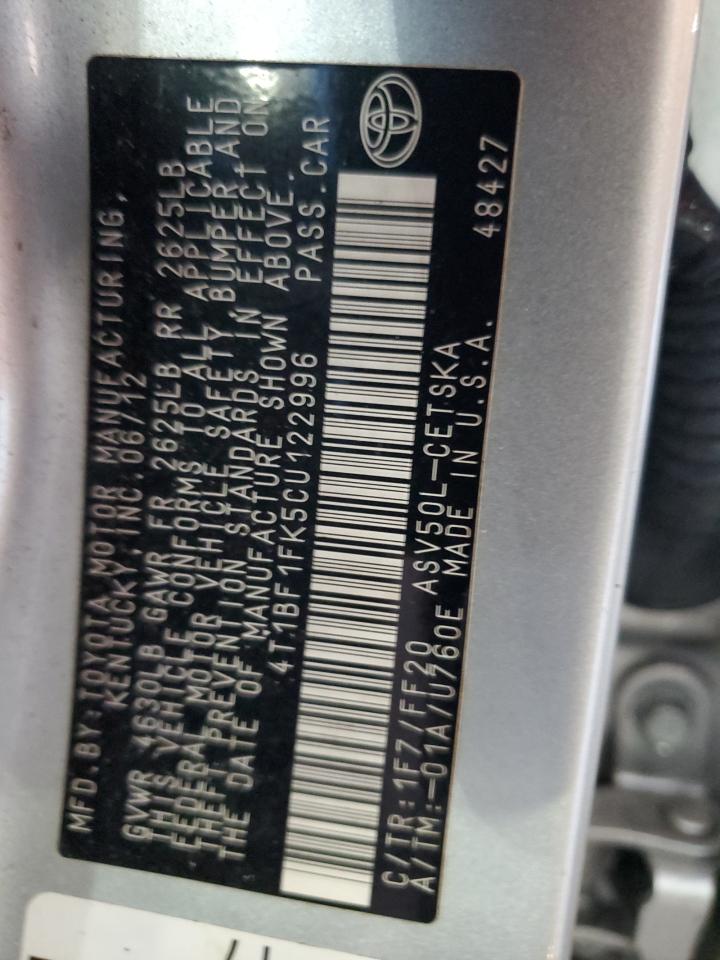 MFD. BY: TOYOTA MOTOR MANUFACTURING,
KENTUCKY, INC. 06/12
GVWR 4630LB GAWR FR 2625LB RR 2625LB
THIS VEHICLE CONFORMS TO ALL APPLICABLE
FEDERAL MOTOR VEHICLE SAFETY, BUMPER, AND
THEFT PREVENTION STANDARDS IN EFFECT ON
THE DATE OF MANUFACTURE SHOWN ABOVE.
4T1BF1FK5CU122996 PASS. CAR
C/TR: 1F7/FF20 ASV50L-CETSKA
A/TM: -01A/U760E MADE IN U.S.A.
48427